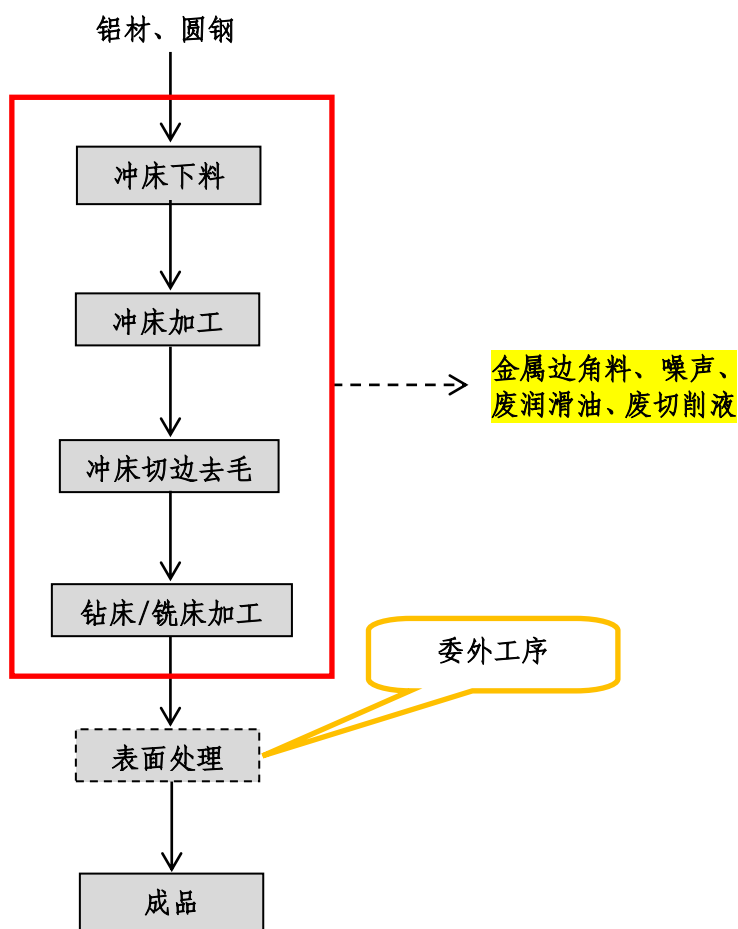 铝材、圆钢
冲床下料
冲床加工
金属边角料、噪声、
废润滑油、废切削液
冲床切边去毛
钻床/铣床加工
委外工序
表面处理
成品